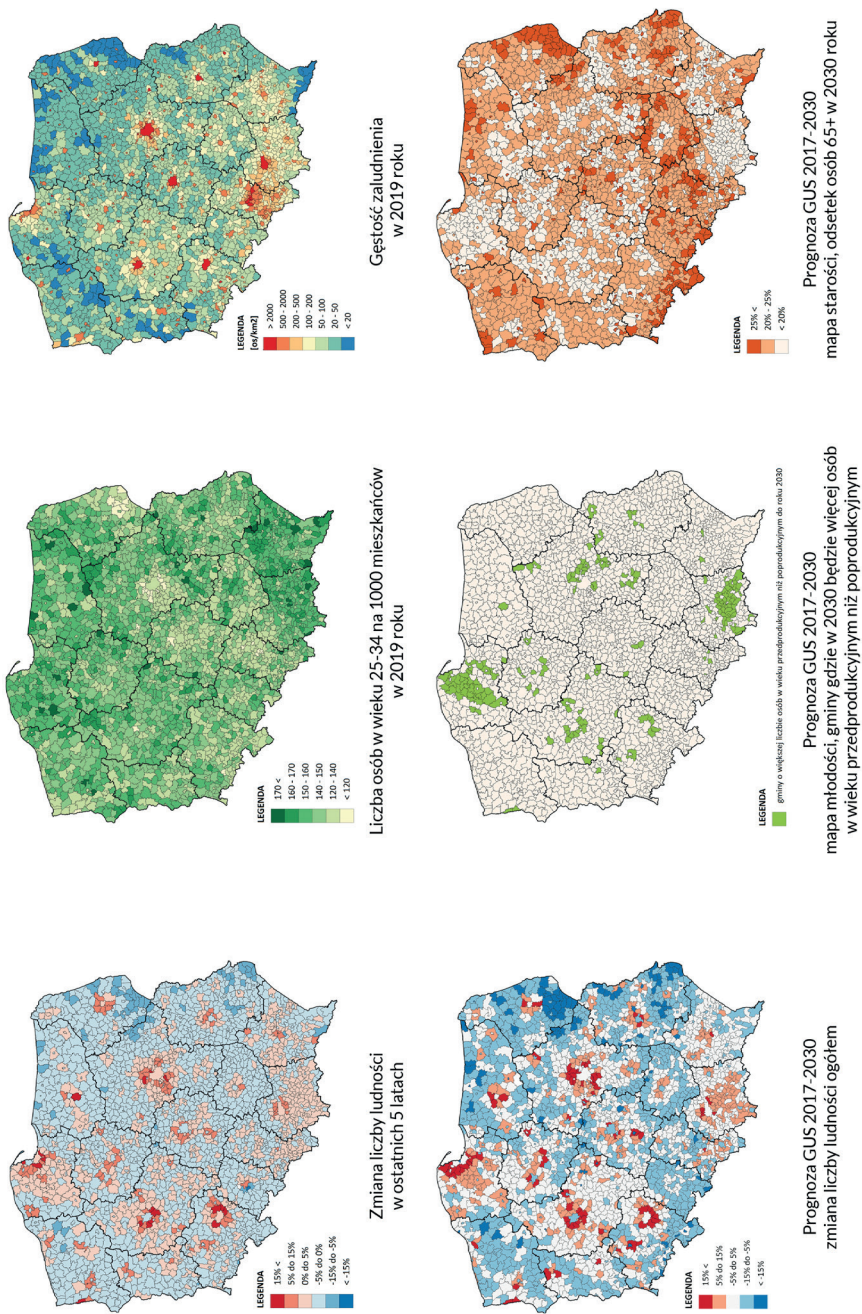 LEGENDA
[os/km2]
> 2000
500 - 2000
200 - 500
100 - 200
50 - 100
20 - 50
< 20
Gęstość zaludnienia
w 2019 roku
LEGENDA
25% <
20% - 25%
< 20%
Prognoza GUS 2017-2030
mapa starości, odsetek osób 65+ w 2030 roku
LEGENDA
170 <
160 - 170
150 - 160
140 - 150
120 - 140
< 120
Liczba osób w wieku 25-34 na 1000 mieszkańców
w 2019 roku
LEGENDA
gminy o większej liczbie osób w wieku przedprodukcyjnym niż poprodukcyjnym do roku 2030
Prognoza GUS 2017-2030
mapa młodości, gminy gdzie w 2030 będzie więcej osób
w wieku przedprodukcyjnym niż poprodukcyjnym
LEGENDA
15% <
5% do 15%
0% do 5%
-5% do 0%
-15% do -5%
< -15%
Zmiana liczby ludności
w ostatnich 5 latach
LEGENDA
15% <
5% do 15%
-5% do 5%
-15% do -5%
< -15%
Prognoza GUS 2017-2030
zmiana liczby ludności ogółem